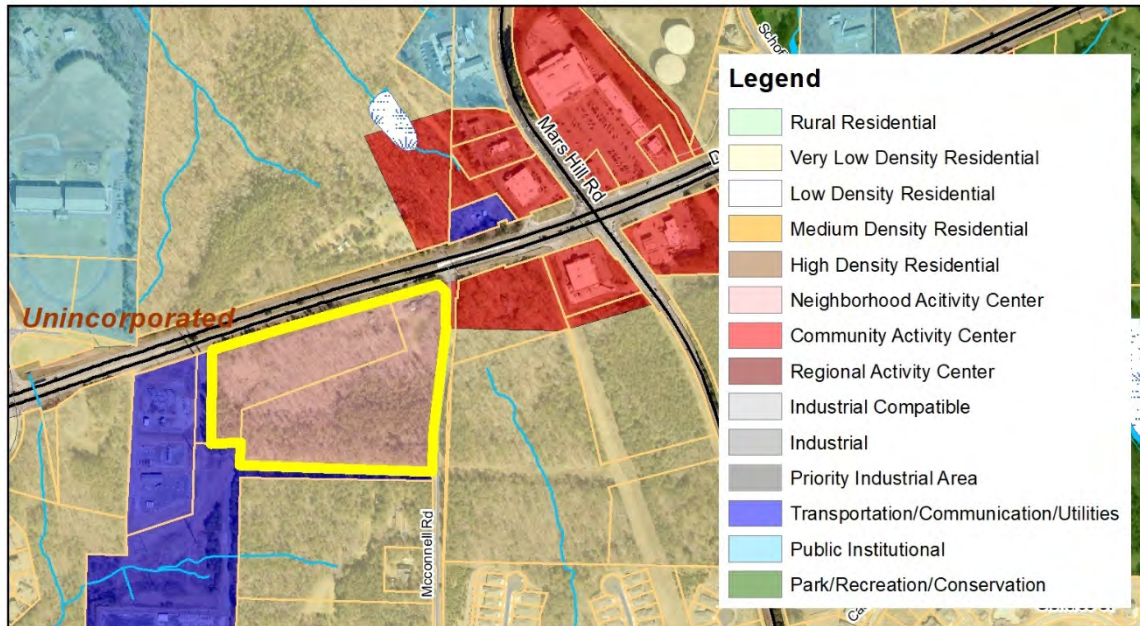 Schof
Mars Hill Rd
D
Unincorporated
Mcconnell Rd
Ca
Legend
Rural Residential
Very Low Density Residential
Low Density Residential
Medium Density Residential
High Density Residential
Neighborhood Acitivity Center
Community Activity Center
Regional Activity Center
Industrial Compatible
Industrial
Priority Industrial Area
Transportation/Communication/Utilities
Public Institutional
Park/Recreation/Conservation